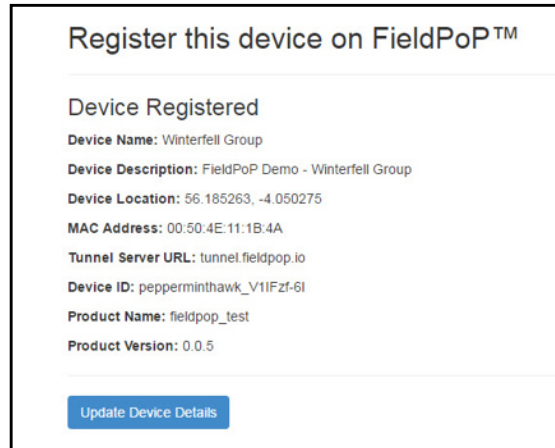 Register this device on FieldPoP™
Device Registered
Device Name: Winterfell Group
Device Description: FieldPoP Demo - Winterfell Group
Device Location: 56.185263, -4.050275
MAC Address: 00:50:4E:11:1B:4A
Tunnel Server URL: tunnel.fieldpop.io
Device ID: pepperminthawk_V1IFzf-6I
Product Name: fieldpop_test
Product Version: 0.0.5
Update Device Details